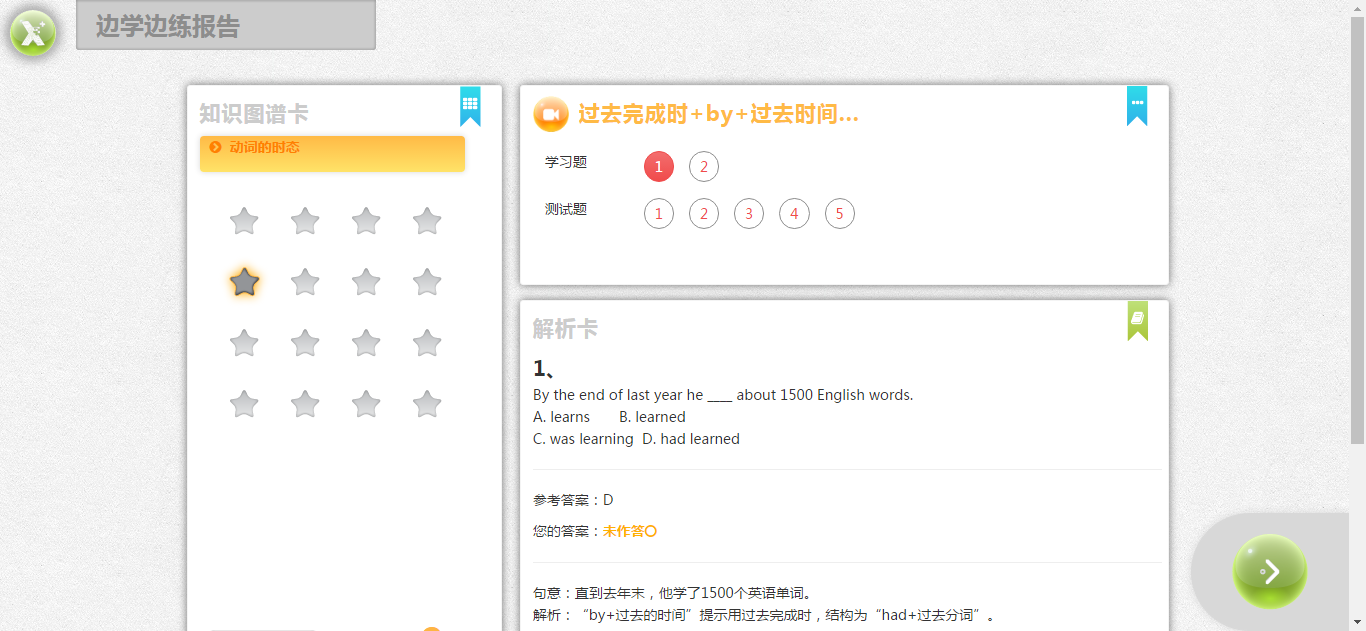 边学边练报告
知识图谱卡
动词的时态
过去完成时+by+过去时间...
学习题 1 2
测试题 1 2 3 4 5
解析卡
1、
By the end of last year he ____ about 1500 English words.
A. learns B. learned
C. was learning D. had learned
参考答案：D
您的答案：未作答O
句意：直到去年末，他学了1500个英语单词。
解析：“by+过去的时间”提示用过去完成时，结构为“had+过去分词”。